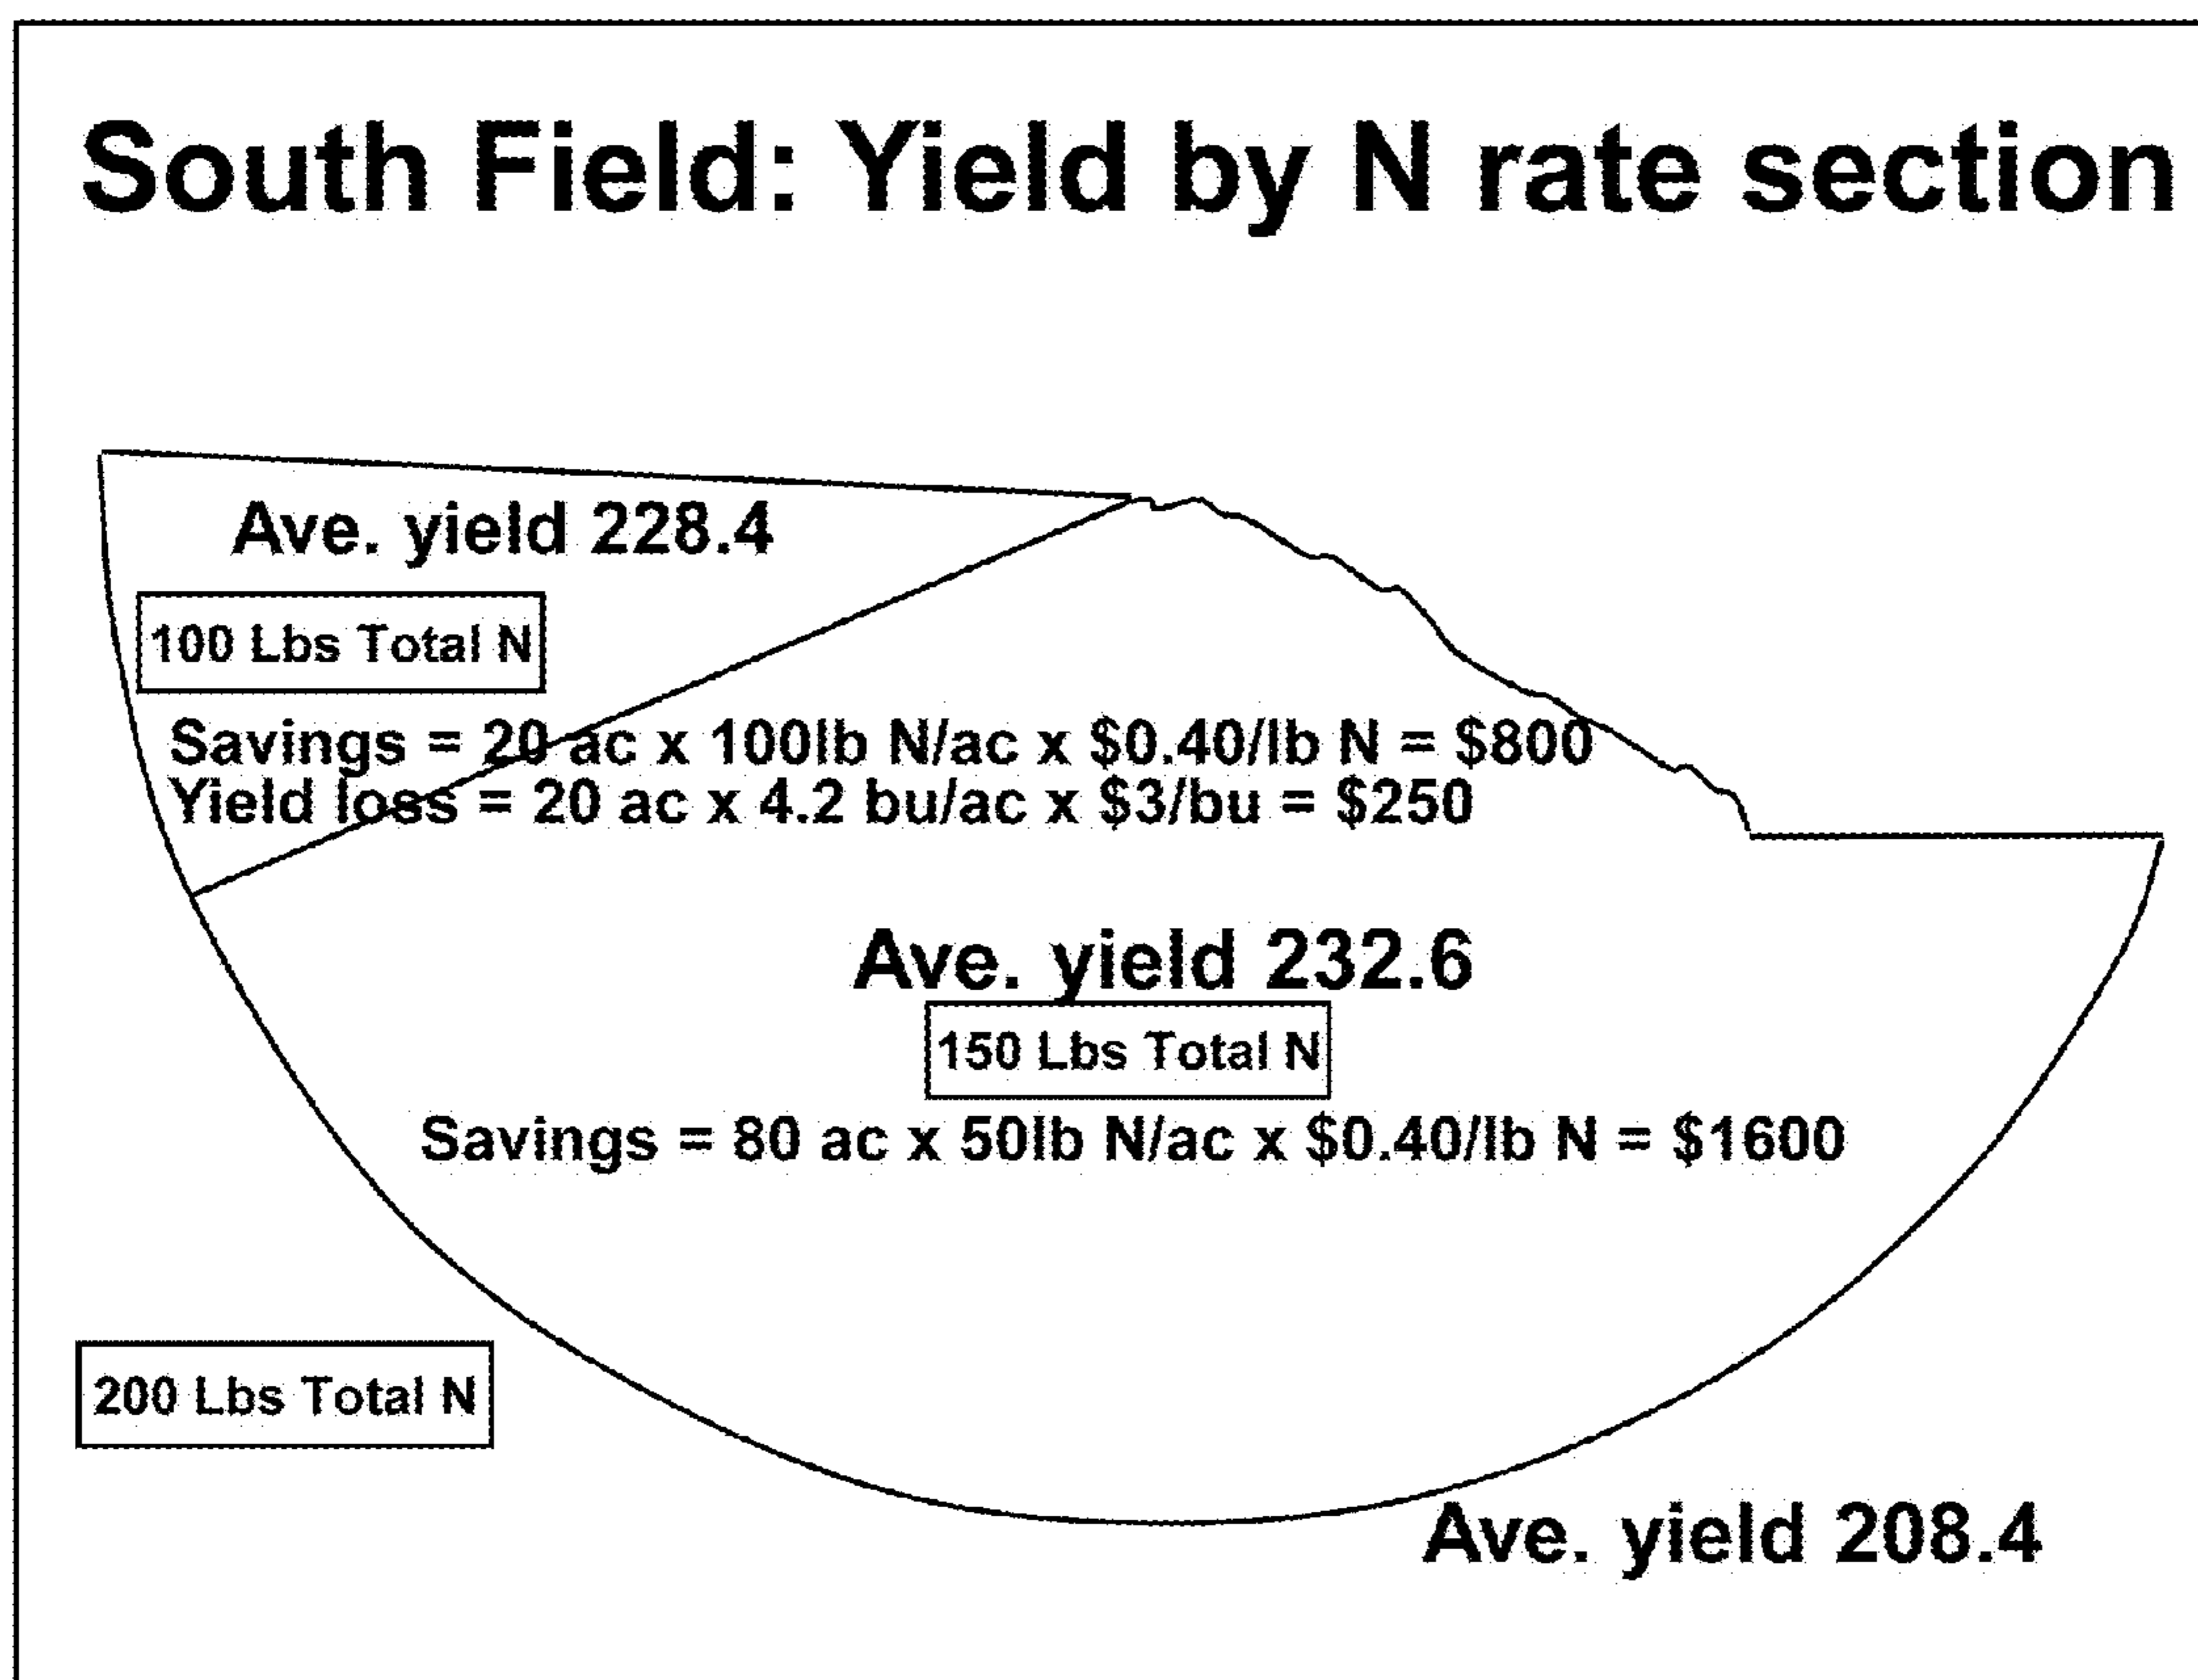 South Field: Yield by N rate section
Ave. yield 228.4
100 Lbs Total N
Savings = 20 ac x 100lb N/ac x $0.40/lb N = $800
Yield loss = 20 ac x 4.2 bu/ac x $3/bu = $250
Ave. yield 232.6
150 Lbs Total N
Savings = 80 ac x 50lb N/ac x $0.40/lb N = $1600
200 Lbs Total N
Ave. yield 208.4